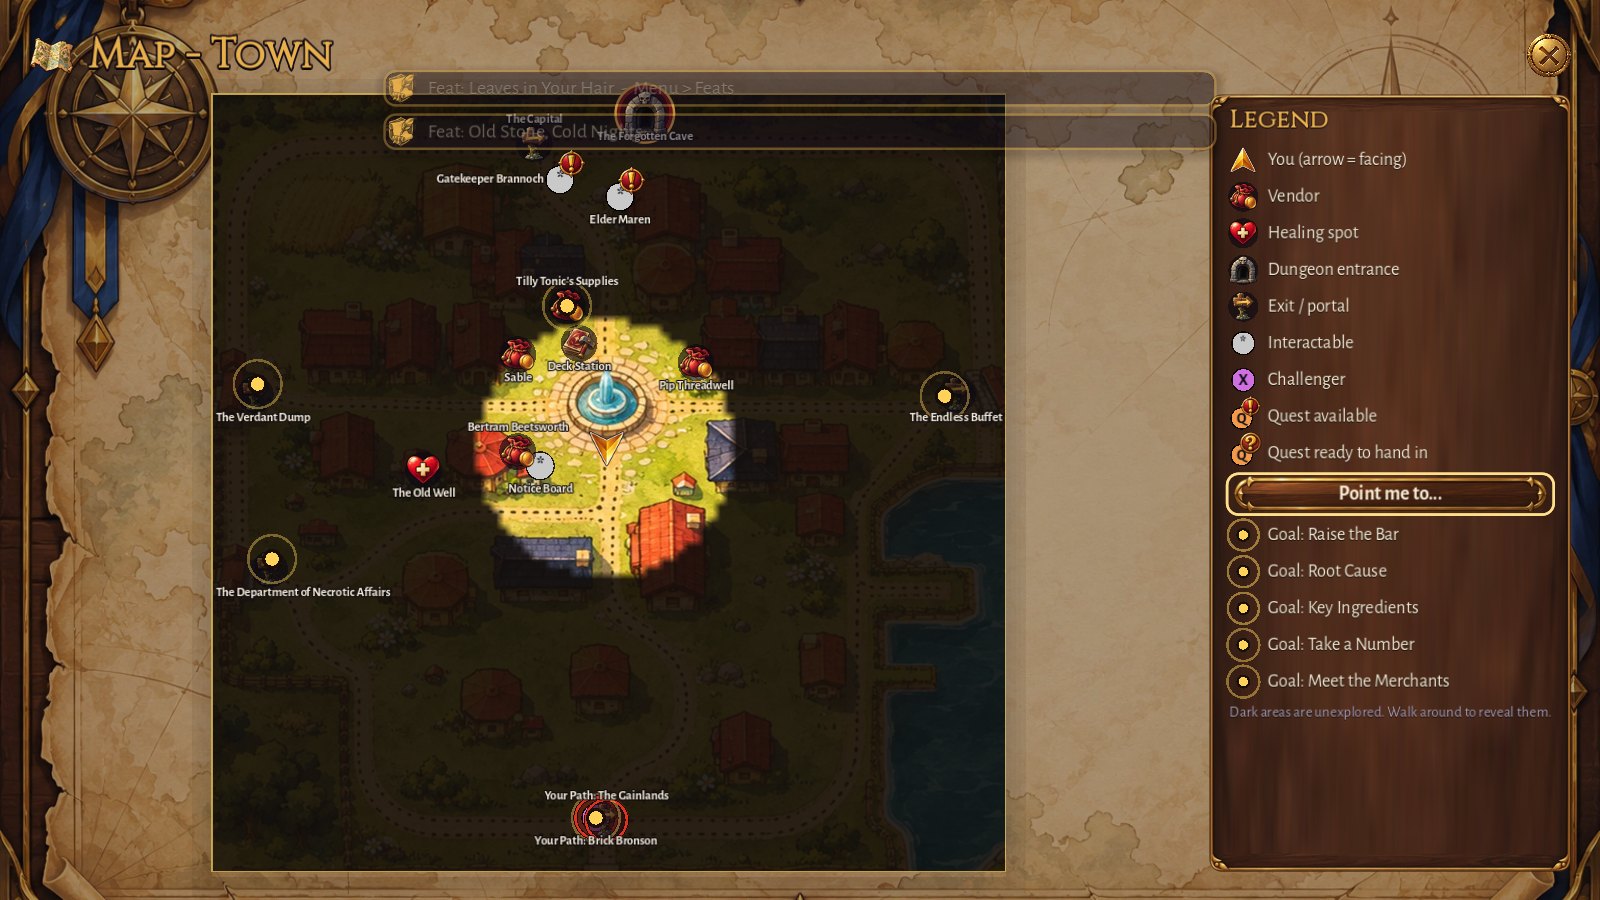 Map - Town
Feat: Leaves in Your Hair - Menu > Feats
Feat: Old Stone, Cold
The Capital
The Forgotten Cave
Gatekeeper Brannoch
Elder Maren
Tilly Tonic's Supplies
Sable
Deck Station
Pip Threadwell
The Verdant Dump
The Endless Buffet
Bertram Beetsworth
The Old Well
Notice Board
The Department of Necrotic Affairs
Your Path: The Gainlands
Your Path: Brick Bronson
Legend
You (arrow = facing)
Vendor
Healing spot
Dungeon entrance
Exit / portal
Interactable
X
Challenger
Q
Quest available
Q
Quest ready to hand in
Point me to...
Goal: Raise the Bar
Goal: Root Cause
Goal: Key Ingredients
Goal: Take a Number
Goal: Meet the Merchants
Dark areas are unexplored. Walk around to reveal them.